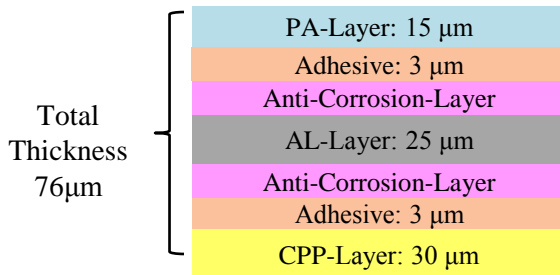 Total
Thickness
76μm
PA-Layer: 15 μm
Adhesive: 3 μm
Anti-Corrosion-Layer
AL-Layer: 25 μm
Anti-Corrosion-Layer
Adhesive: 3 μm
CPP-Layer: 30 μm